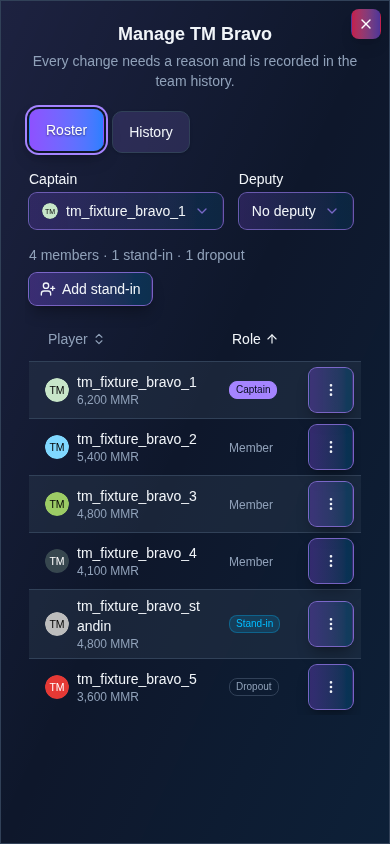 Manage TM Bravo
Every change needs a reason and is recorded in the
team history.
Roster
History
Captain
Deputy
TM tm_fixture_bravo_1
No deputy
4 members · 1 stand-in · 1 dropout
Add stand-in
Player
Role
TM tm_fixture_bravo_1
6,200 MMR
Captain
TM tm_fixture_bravo_2
5,400 MMR
Member
TM tm_fixture_bravo_3
4,800 MMR
Member
TM tm_fixture_bravo_4
4,100 MMR
Member
TM tm_fixture_bravo_st
andin
4,800 MMR
Stand-in
TM tm_fixture_bravo_5
3,600 MMR
Dropout